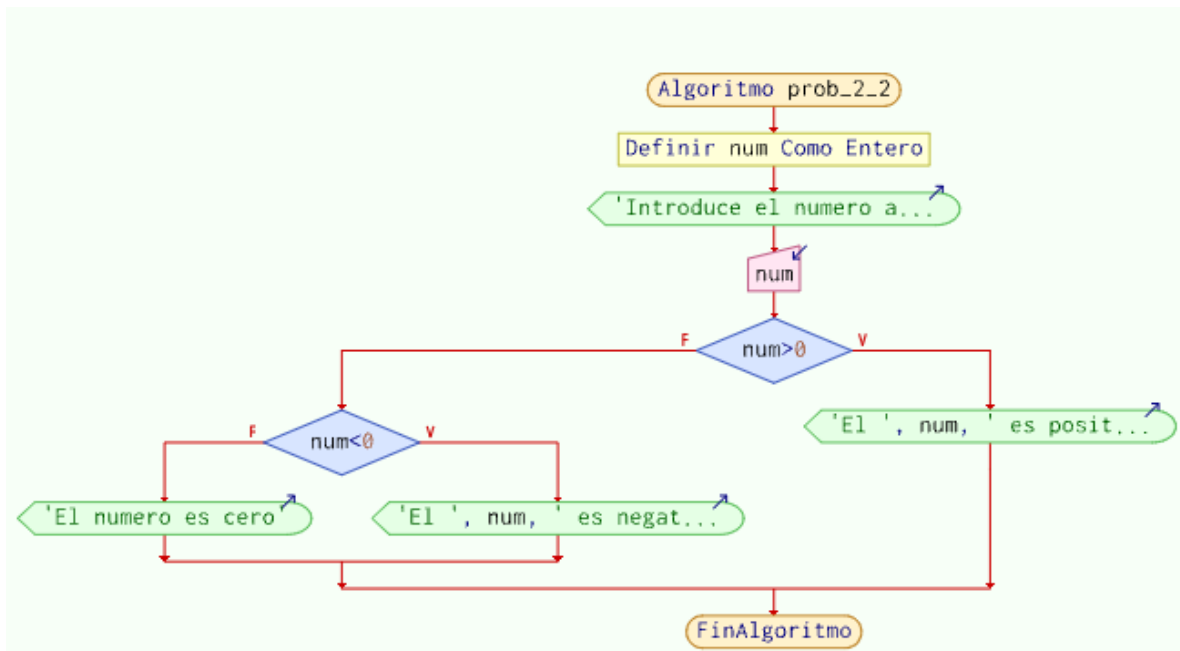 Algoritmo prob_2_2
Definir num Como Entero
'Introduce el numero a...
num
num>0
F
V
'El ', num, ' es posit...
num<0
F
V
'El numero es cero'
'El ', num, ' es negat...
FinAlgoritmo